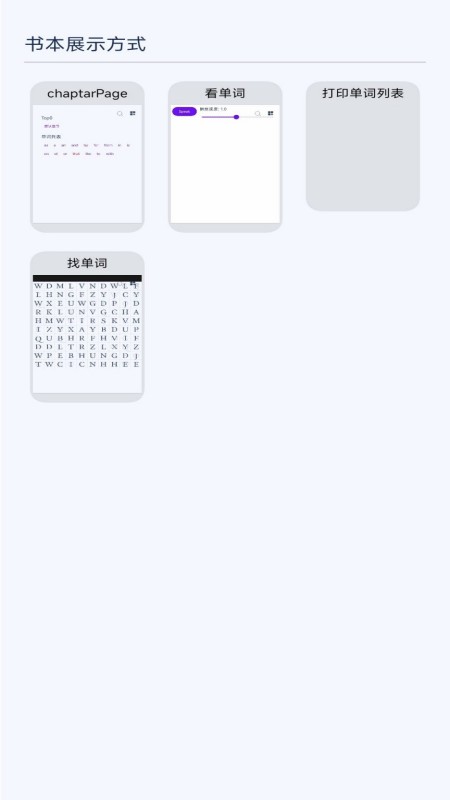 书本展示方式
chaptarPage
看单词
打印单词列表
找单词
W D M L V N D W L E
L H N G F Z Y J C Y
W X E U W G D P J D
R K L U N V G C H A
H M W T I R S K V M
I Z Y X A Y B D U P
Q U B H R F H V I F
D D L T R Z L X Y Z
W P E B H U N G D J
T W C I C N H H E E